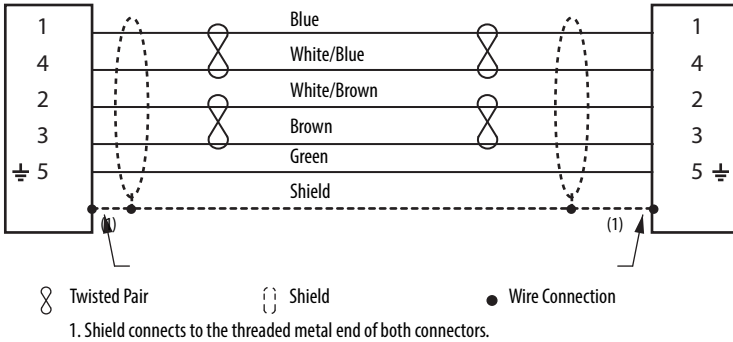 1 Blue 1
4 White/Blue 4
2 White/Brown 2
3 Brown 3
5 Green 5
Shield
(1) (1)
Twisted Pair Shield Wire Connection
1. Shield connects to the threaded metal end of both connectors.